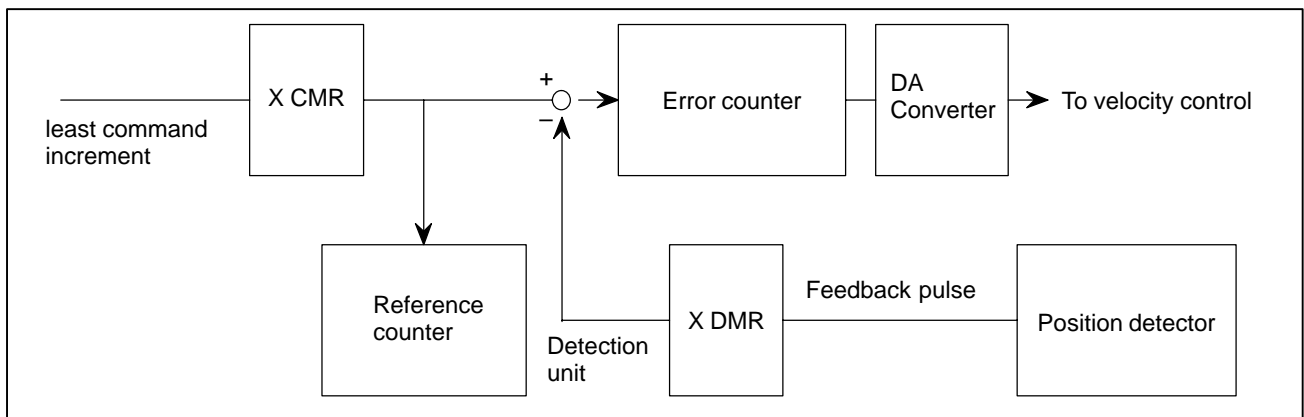 X CMR
least command
increment
+
−
Error counter
DA
Converter
To velocity control
Reference
counter
Detection
unit
X DMR
Feedback pulse
Position detector